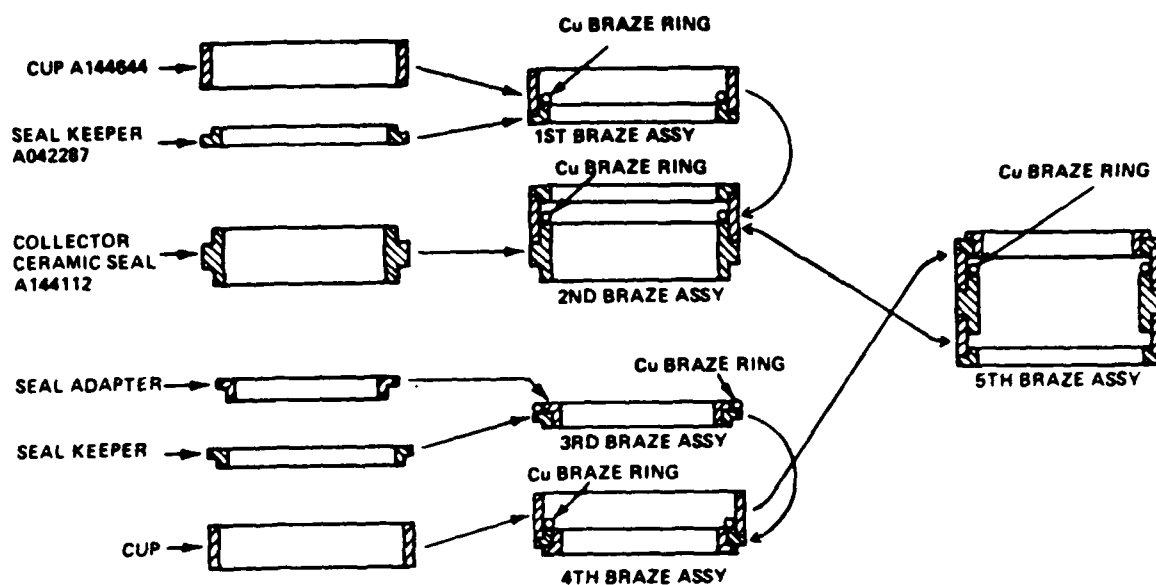 Cu BRAZE RING
CUP A144644
SEAL KEEPER
A042287
1ST BRAZE ASSY
Cu BRAZE RING
Cu BRAZE RING
COLLECTOR
CERAMIC SEAL
A144112
2ND BRAZE ASSY
Cu BRAZE RING
SEAL ADAPTER
5TH BRAZE ASSY
3RD BRAZE ASSY
SEAL KEEPER
Cu BRAZE RING
CUP
4TH BRAZE ASSY